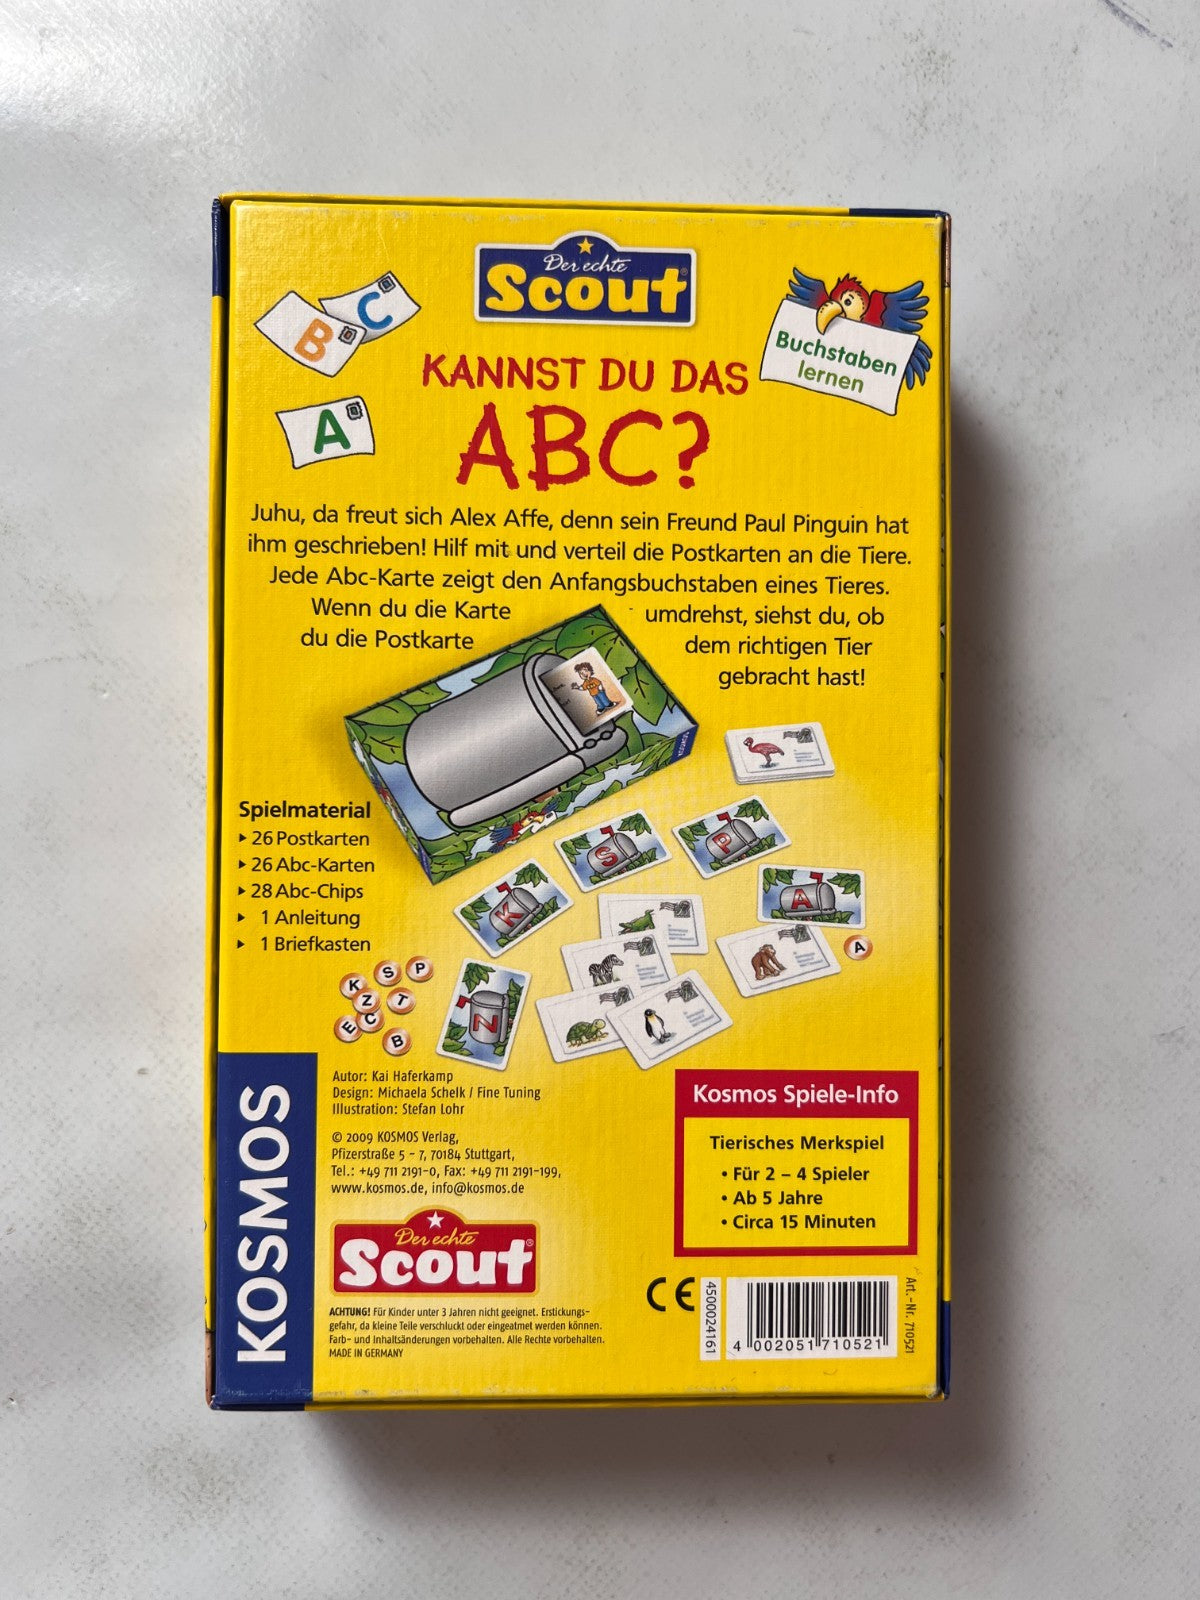 Der echte
Scout®
B
C
A
Buchstaben
lernen
KANNST DU DAS
ABC?
Juhu, da freut sich Alex Affe, denn sein Freund Paul Pinguin hat
ihm geschrieben! Hilf mit und verteil die Postkarten an die Tiere.
Jede Abc-Karte zeigt den Anfangsbuchstaben eines Tieres.
Wenn du die Karte umdrehst, siehst du, ob
du die Postkarte dem richtigen Tier
gebracht hast!
KOSMOS
Spielmaterial
26 Postkarten
26 Abc-Karten
28 Abc-Chips
1 Anleitung
1 Briefkasten
S
P
K
A
N
A
K
S
P
Z
T
E
C
B
KOSMOS
Autor: Kai Haferkamp
Design: Michaela Schelk / Fine Tuning
Illustration: Stefan Lohr
© 2009 KOSMOS Verlag,
Pfizerstraße 5 – 7, 70184 Stuttgart,
Tel.: +49 711 2191-0, Fax: +49 711 2191-199,
www.kosmos.de, info@kosmos.de
Der echte
Scout®
ACHTUNG! Für Kinder unter 3 Jahren nicht geeignet. Erstickungs-
gefahr, da kleine Teile verschluckt oder eingeatmet werden können.
Farb- und Inhaltsänderungen vorbehalten. Alle Rechte vorbehalten.
MADE IN GERMANY
Kosmos Spiele-Info
Tierisches Merkspiel
• Für 2 – 4 Spieler
• Ab 5 Jahre
• Circa 15 Minuten
CE
4500024161
4 002051 710521
Art.-Nr. 710521